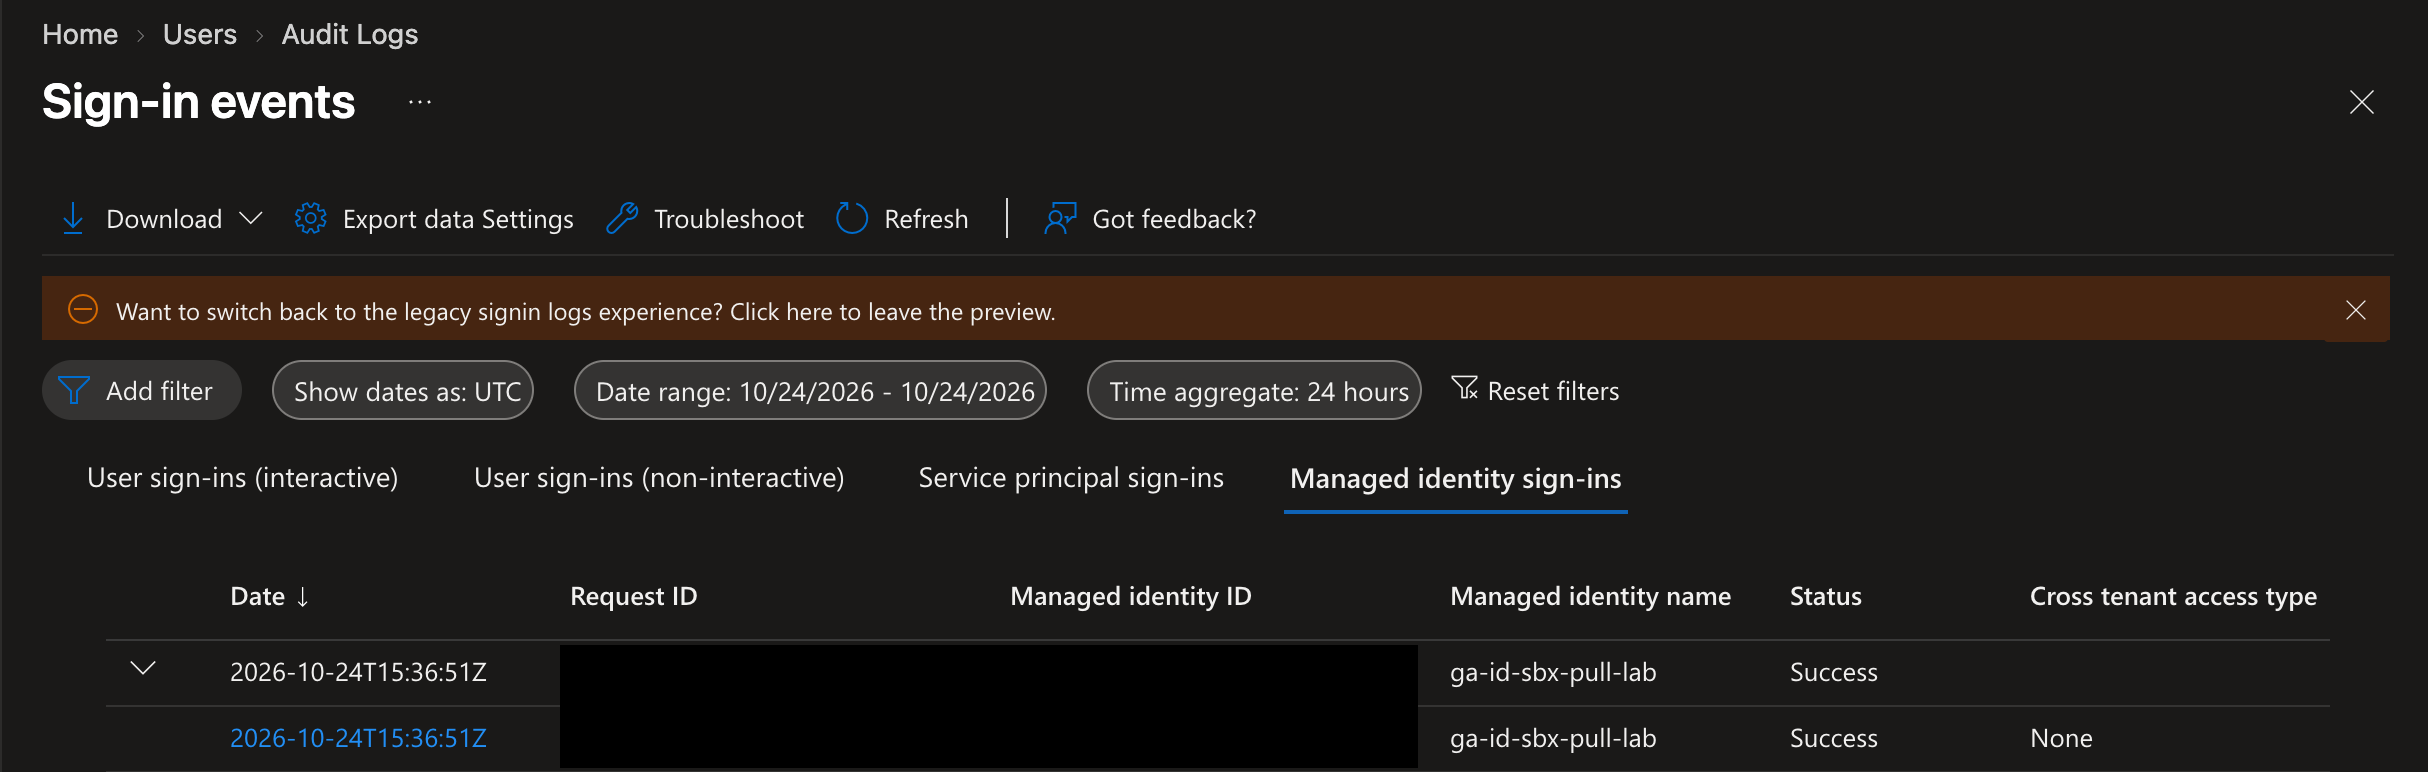 Home > Users > Audit Logs
Sign-in events ...
Download Export data Settings Troubleshoot Refresh | Got feedback?
Want to switch back to the legacy signin logs experience? Click here to leave the preview.
Add filter Show dates as: UTC Date range: 10/24/2026 - 10/24/2026 Time aggregate: 24 hours Reset filters
User sign-ins (interactive) User sign-ins (non-interactive) Service principal sign-ins Managed identity sign-ins
Date ↓ Request ID Managed identity ID Managed identity name Status Cross tenant access type
2026-10-24T15:36:51Z ga-id-sbx-pull-lab Success
2026-10-24T15:36:51Z ga-id-sbx-pull-lab Success None